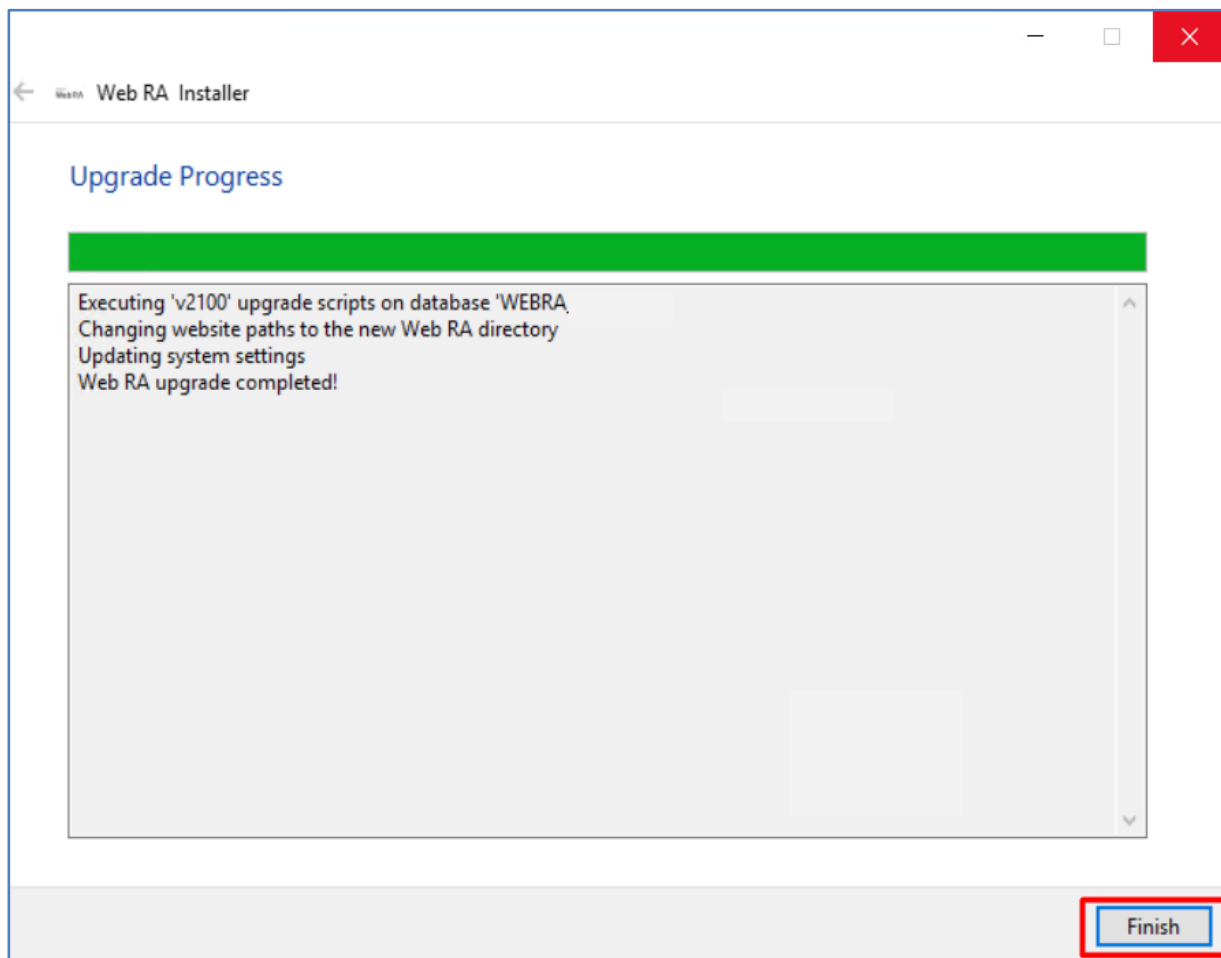 Web RA Installer
Upgrade Progress
Executing 'v2100' upgrade scripts on database 'WEBRA
Changing website paths to the new Web RA directory
Updating system settings
Web RA upgrade completed!
Finish